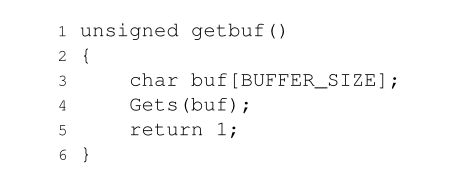 1 unsigned getbuf()
2 {
3     char buf[BUFFER_SIZE];
4     Gets(buf);
5     return 1;
6 }